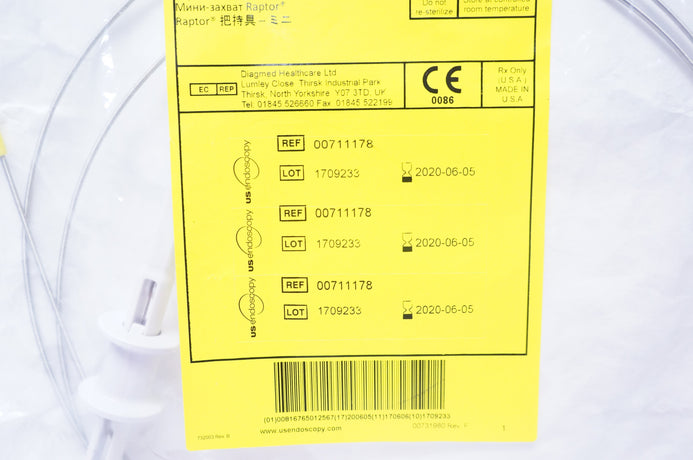 Мини-захват Raptor®
Raptor® 把持具 – ミニ
Do not
re-sterilize
Store at controlled
room temperature
EC REP
Diagmed Healthcare Ltd
Lumley Close Thirsk Industrial Park
Thirsk, North Yorkshire Y07 3TD, UK
Tel. 01845 526660 Fax 01845 522199
CE
0086
Rx Only
(U.S.A.)
MADE IN
U.S.A
us endoscopy
REF 00711178
LOT 1709233 2020-06-05
us endoscopy
REF 00711178
LOT 1709233 2020-06-05
us endoscopy
REF 00711178
LOT 1709233 2020-06-05
(01)00816765012567(17)200605(11)170606(10)1709233
www.usendoscopy.com
00731980 Rev. F
1
732903 Rev. B